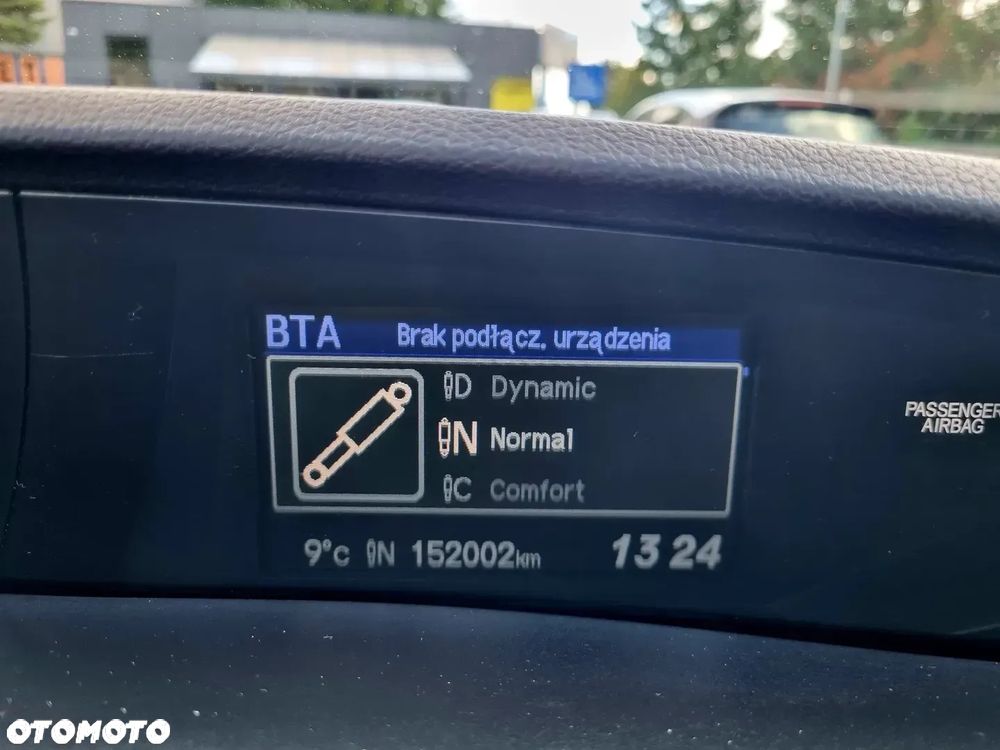 BTA Brak podłącz. urządzenia
D Dynamic
N Normal
C Comfort
9°C N 152002km 13 24
PASSENGER
AIRBAG
OTOMOTO